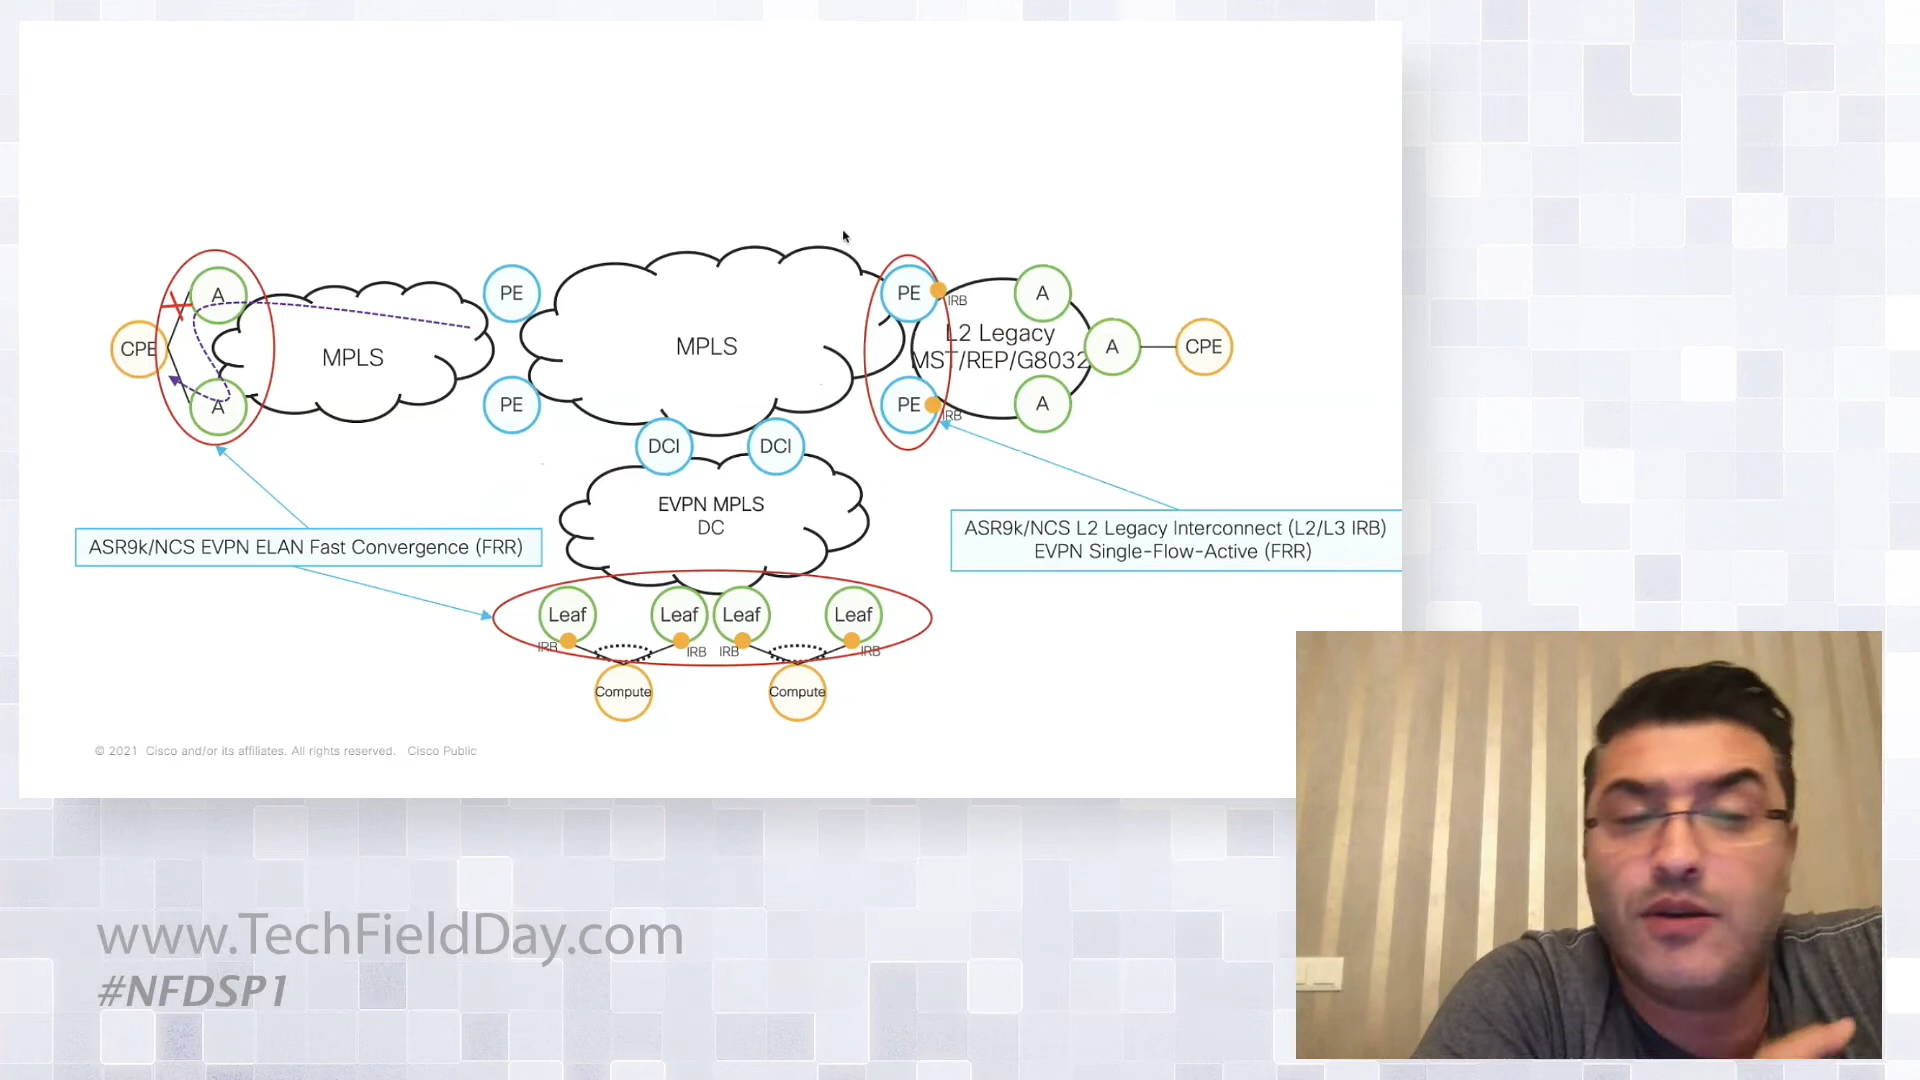 A
PE
PE
IRB
A
L2 Legacy
MST/REP/G8032
MPLS
MPLS
CPE
A
CPE
A
PE
PE
IRB
A
DCI
DCI
EVPN MPLS
DC
ASR9k/NCS EVPN ELAN Fast Convergence (FRR)
ASR9k/NCS L2 Legacy Interconnect (L2/L3 IRB)
EVPN Single-Flow-Active (FRR)
Leaf
Leaf
Leaf
Leaf
IRB
IRB
IRB
IRB
Compute
Compute
© 2021 Cisco and/or its affiliates. All rights reserved. Cisco Public
www.TechFieldDay.com
#NFDSP1